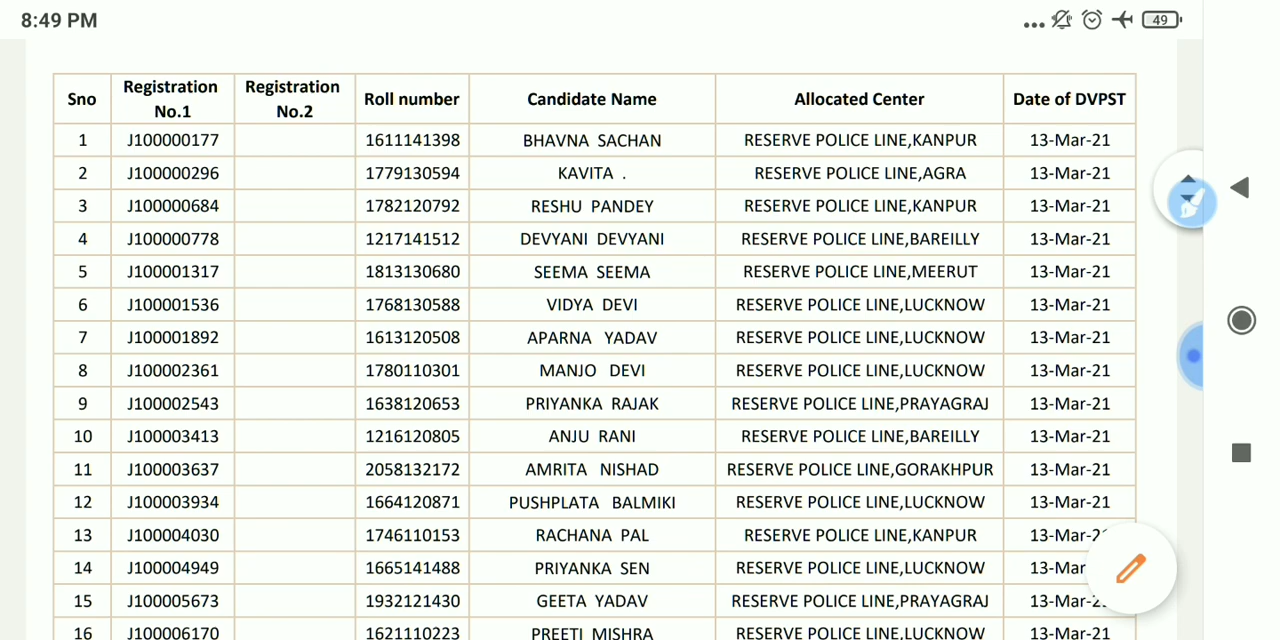 8:49 PM
49
Sno Registration No.1 Registration No.2 Roll number Candidate Name Allocated Center Date of DVPST
1 J100000177 1611141398 BHAVNA SACHAN RESERVE POLICE LINE,KANPUR 13-Mar-21
2 J100000296 1779130594 KAVITA . RESERVE POLICE LINE,AGRA 13-Mar-21
3 J100000684 1782120792 RESHU PANDEY RESERVE POLICE LINE,KANPUR 13-Mar-21
4 J100000778 1217141512 DEVYANI DEVYANI RESERVE POLICE LINE,BAREILLY 13-Mar-21
5 J100001317 1813130680 SEEMA SEEMA RESERVE POLICE LINE,MEERUT 13-Mar-21
6 J100001536 1768130588 VIDYA DEVI RESERVE POLICE LINE,LUCKNOW 13-Mar-21
7 J100001892 1613120508 APARNA YADAV RESERVE POLICE LINE,LUCKNOW 13-Mar-21
8 J100002361 1780110301 MANJO DEVI RESERVE POLICE LINE,LUCKNOW 13-Mar-21
9 J100002543 1638120653 PRIYANKA RAJAK RESERVE POLICE LINE,PRAYAGRAJ 13-Mar-21
10 J100003413 1216120805 ANJU RANI RESERVE POLICE LINE,BAREILLY 13-Mar-21
11 J100003637 2058132172 AMRITA NISHAD RESERVE POLICE LINE,GORAKHPUR 13-Mar-21
12 J100003934 1664120871 PUSHPLATA BALMIKI RESERVE POLICE LINE,LUCKNOW 13-Mar-21
13 J100004030 1746110153 RACHANA PAL RESERVE POLICE LINE,KANPUR 13-Mar-2
14 J100004949 1665141488 PRIYANKA SEN RESERVE POLICE LINE,LUCKNOW 13-Mar
15 J100005673 1932121430 GEETA YADAV RESERVE POLICE LINE,PRAYAGRAJ 13-Mar-2
16 J100006170 1621110223 PREETI MISHRA RESERVE POLICE LINE,LUCKNOW 13-Mar-21